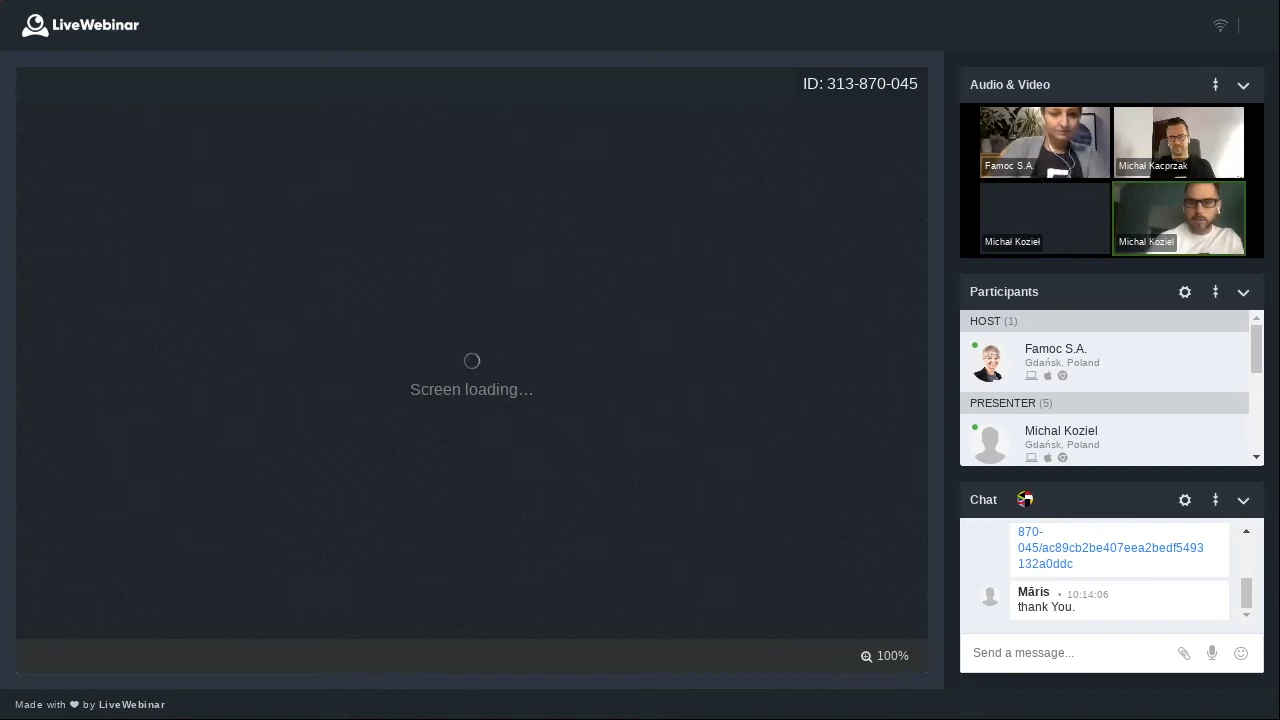 LiveWebinar
ID: 313-870-045
Screen loading...
100%
Made with ❤ by LiveWebinar
Audio & Video
Famoc S.A.
Michał Kacprzak
Michał Kozieł
Michal Koziel
Participants
HOST (1)
Famoc S.A.
Gdańsk, Poland
PRESENTER (5)
Michal Koziel
Gdańsk, Poland
Chat
870-
045/ac89cb2be407eea2bedf5493
132a0ddc
Māris • 10:14:06
thank You.
Send a message...